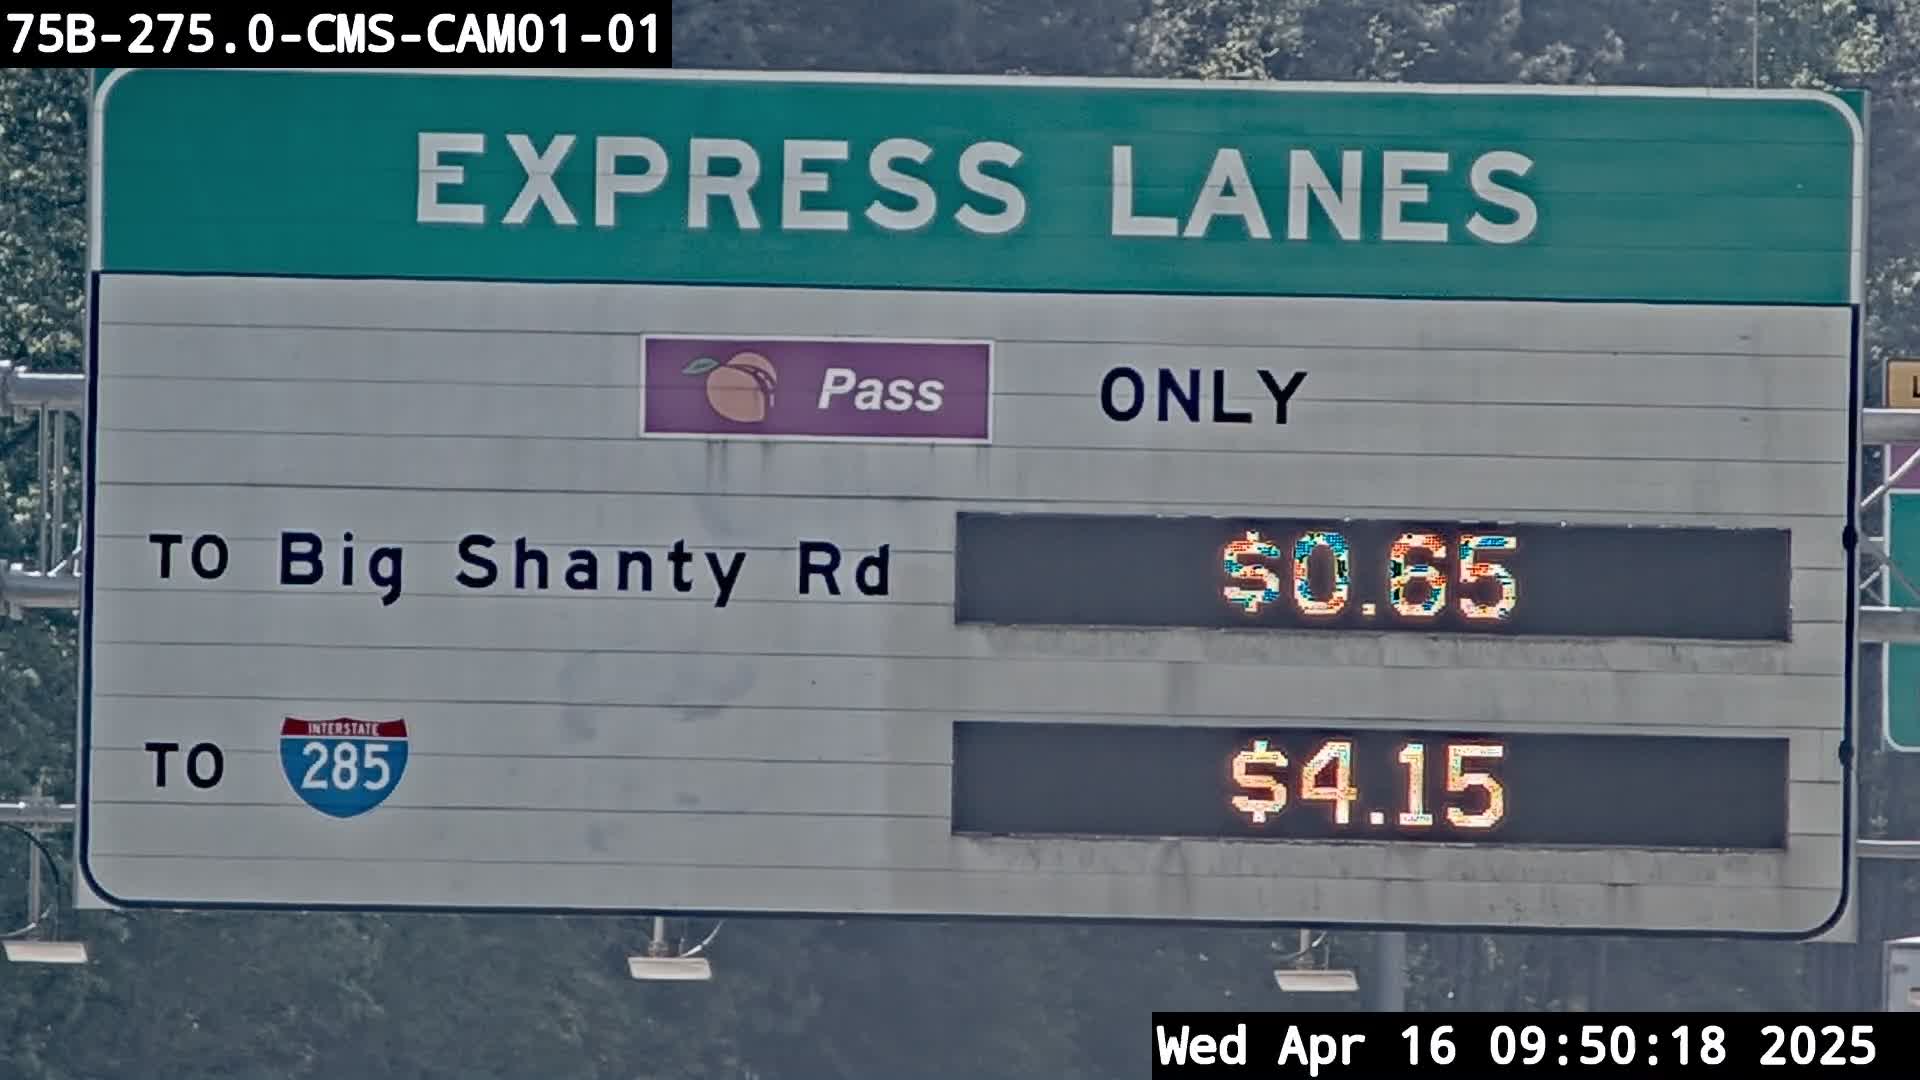 75B-275.0-CMS-CAM01-01
EXPRESS LANES
Pass ONLY
TO Big Shanty Rd $0.65
INTERSTATE
TO 285 $4.15
Wed Apr 16 09:50:18 2025